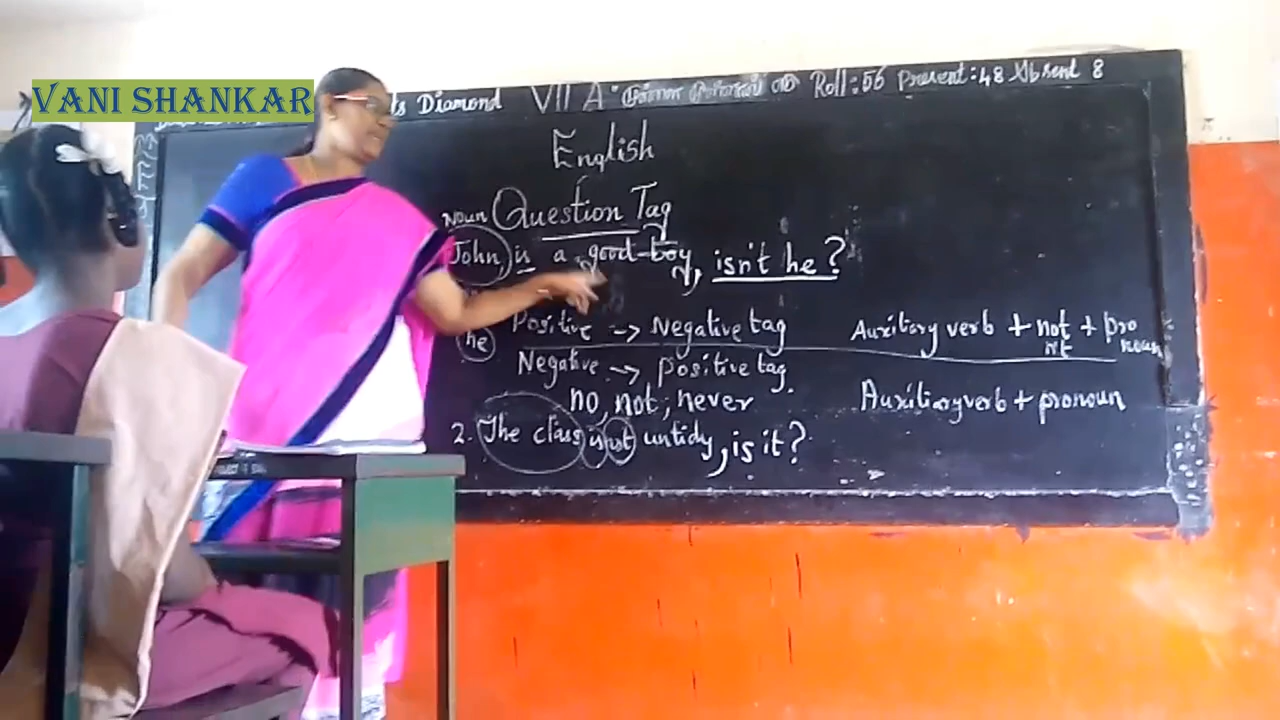 VANI SHANKAR
Diamond VII A Roll: 56 Present: 48 Absent 8
English
Noun Question Tag
John, is a good boy, isn't he?
he Positive → Negative tag Auxiliary verb + not + pro
n't noun
Negative → Positive tag
no, not, never Auxiliary verb + pronoun
2. The class is not untidy, is it?